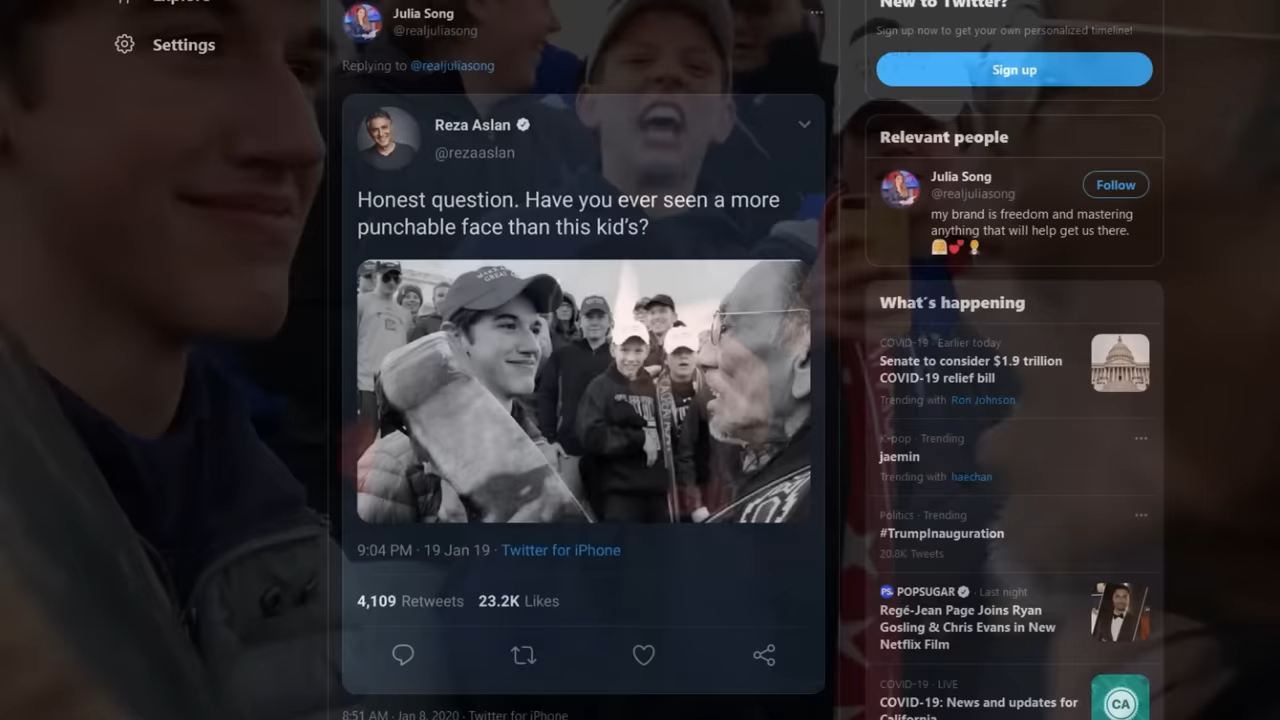 Settings
Julia Song
@realjuliasong
Replying to @realjuliasong
Reza Aslan
@rezaaslan
Honest question. Have you ever seen a more
punchable face than this kid's?
9:04 PM · 19 Jan 19 · Twitter for iPhone
4,109 Retweets 23.2K Likes
8:51 AM · Jan 8, 2020 · Twitter for iPhone
New to Twitter?
Sign up now to get your own personalized timeline!
Sign up
Relevant people
Julia Song
@realjuliasong
Follow
my brand is freedom and mastering
anything that will help get us there.
What's happening
COVID-19 · Earlier today
Senate to consider $1.9 trillion
COVID-19 relief bill
Trending with Ron Johnson
K-pop · Trending
jaemin
Trending with haechan
Politics · Trending
#TrumpInauguration
20.8K Tweets
PS. POPSUGAR · Last night
Regé-Jean Page Joins Ryan
Gosling & Chris Evans in New
Netflix Film
COVID-19 · LIVE
COVID-19: News and updates for
California
CA